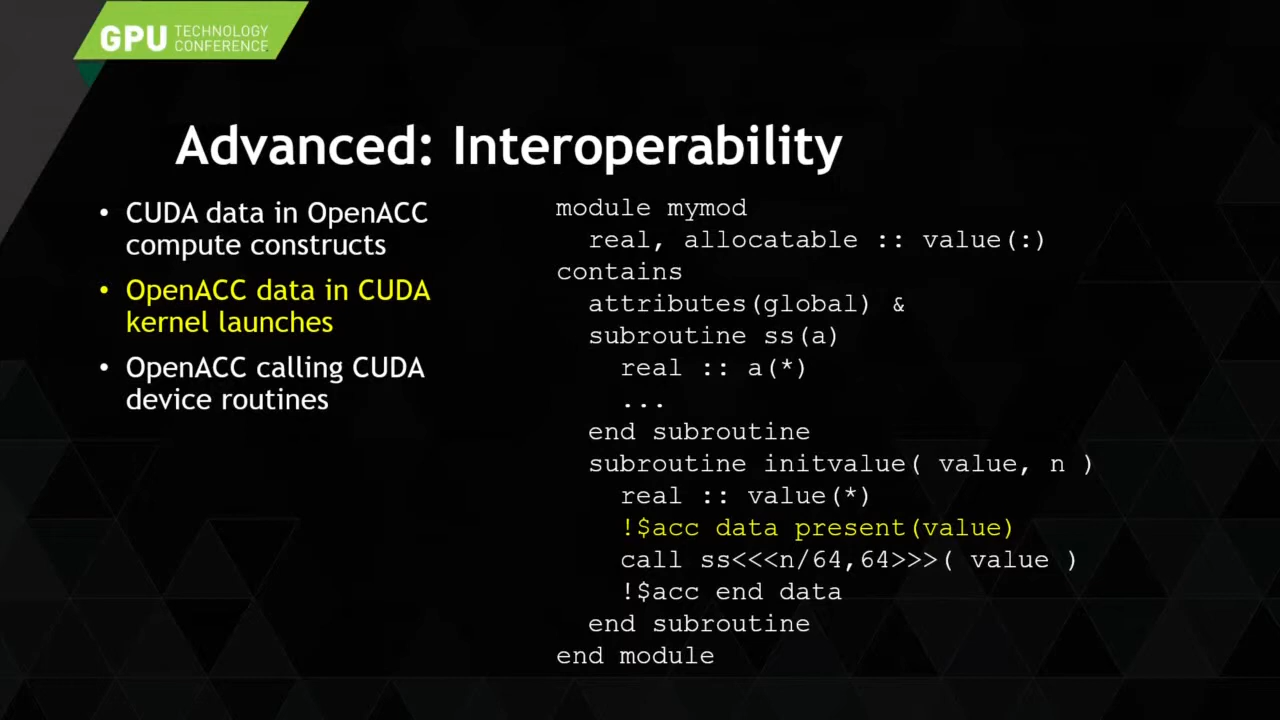 GPU TECHNOLOGY
CONFERENCE
Advanced: Interoperability
• CUDA data in OpenACC
compute constructs
• OpenACC data in CUDA
kernel launches
• OpenACC calling CUDA
device routines
module mymod
real, allocatable :: value(:)
contains
attributes(global) &
subroutine ss(a)
real :: a(*)
...
end subroutine
subroutine initvalue( value, n )
real :: value(*)
!$acc data present(value)
call ss<<<n/64,64>>>( value )
!$acc end data
end subroutine
end module